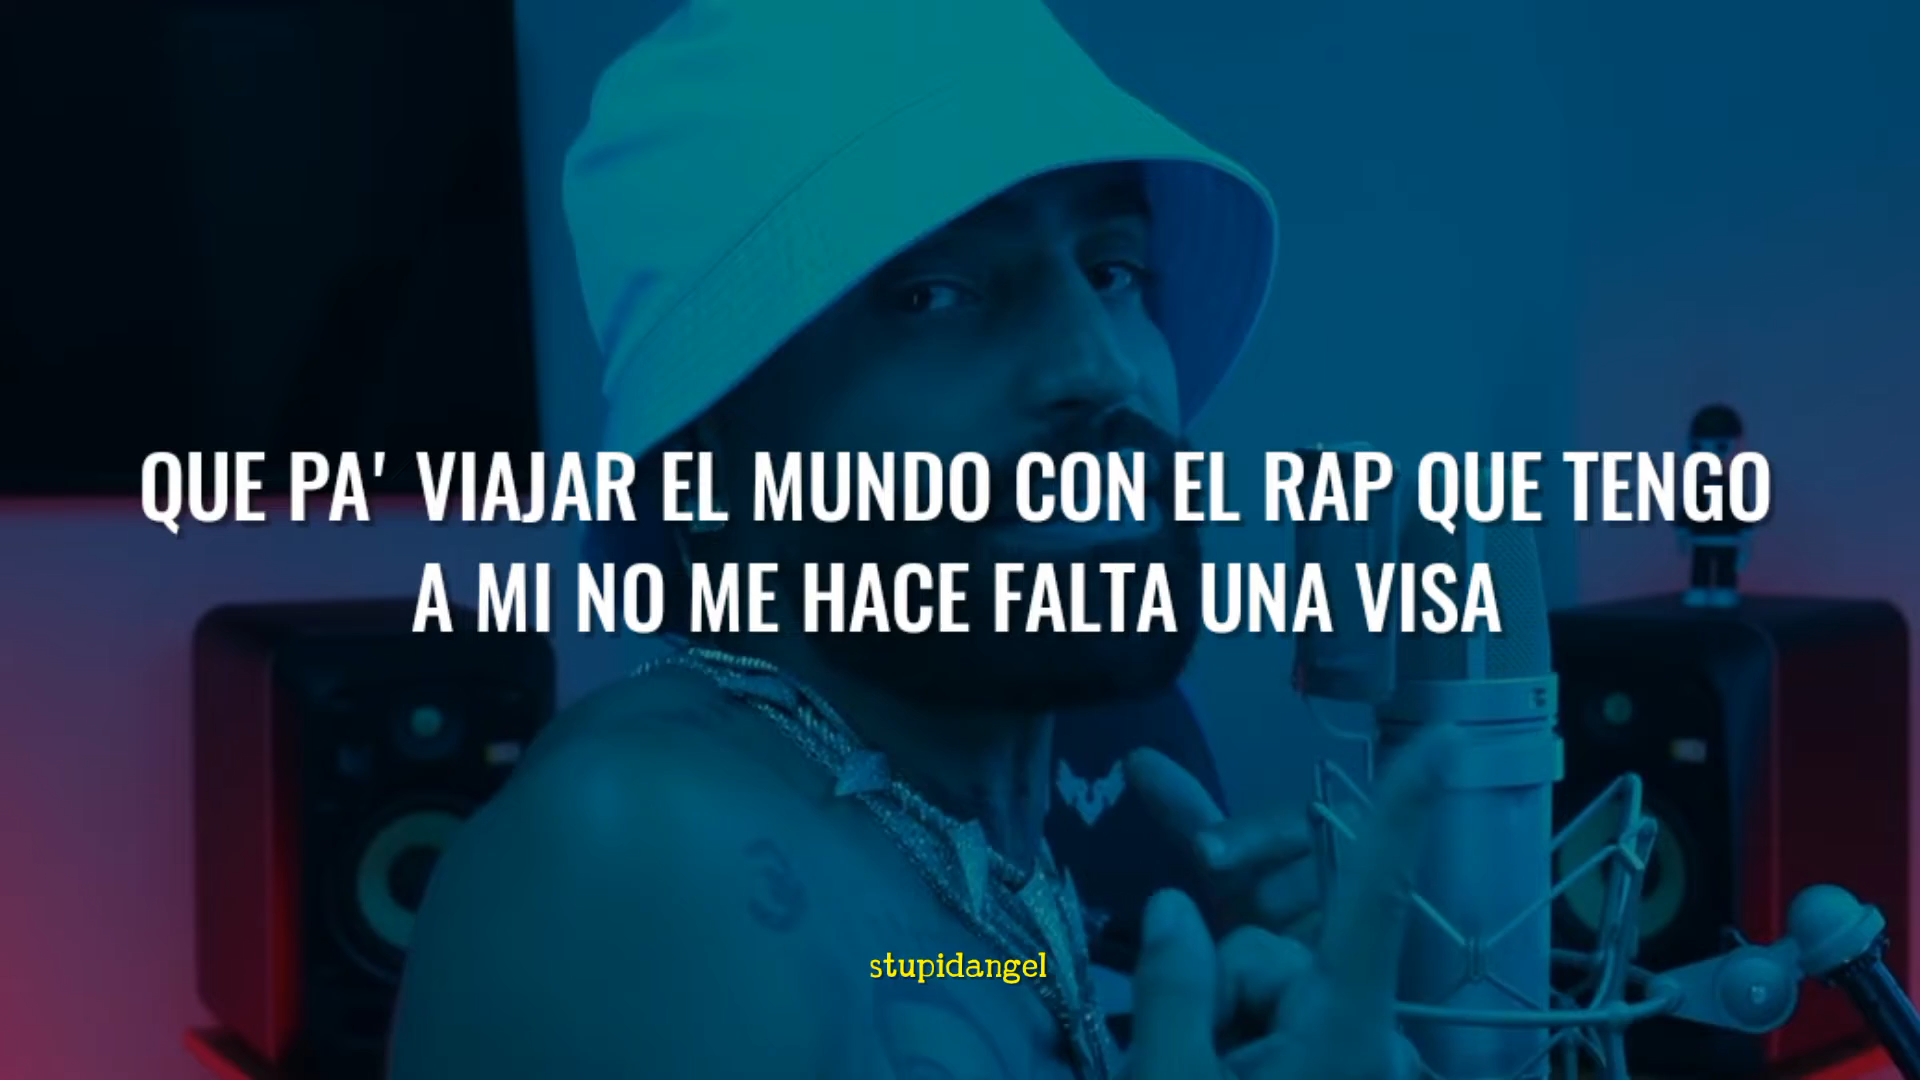 QUE PA' VIAJAR EL MUNDO CON EL RAP QUE TENGO
A MI NO ME HACE FALTA UNA VISA
stupidangel